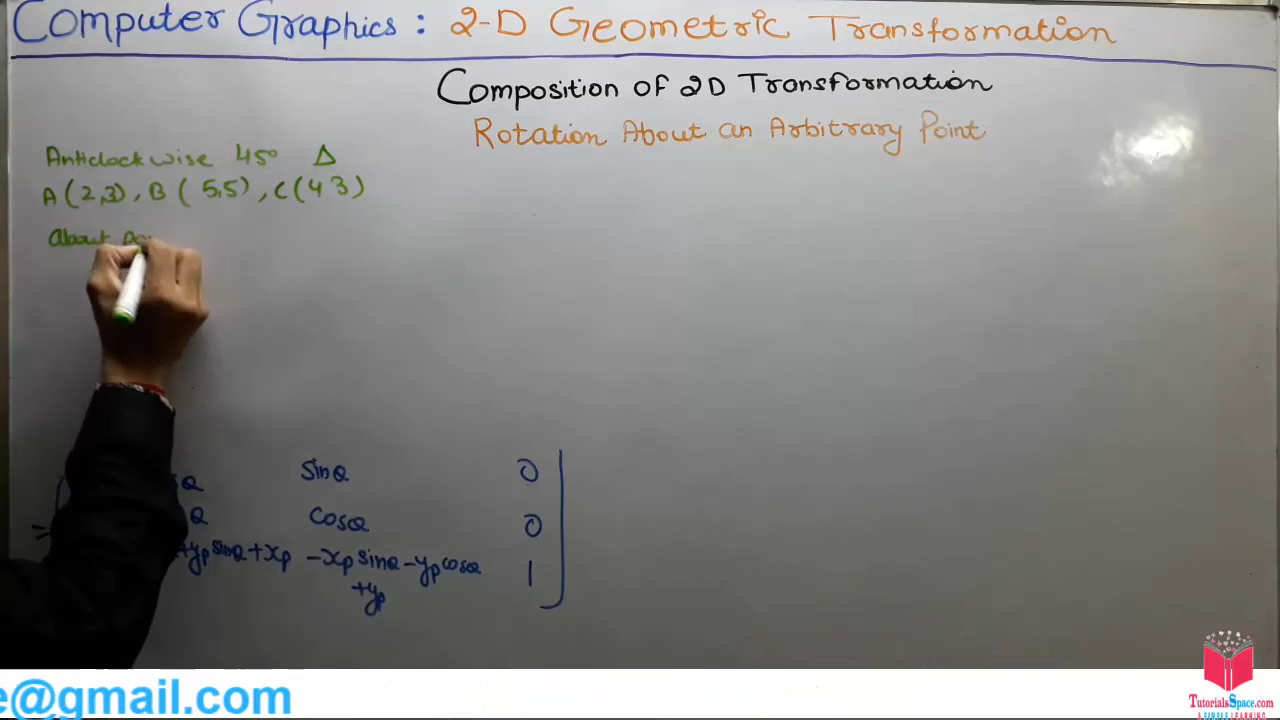 Computer Graphics : 2-D Geometric Transformation
Composition of 2D Transformation
Rotation About an Arbitrary Point
Anticlockwise 45° Δ
A (2,3), B ( 5,5) , C (4 3)
About
sinθ 0
θ cosθ 0
+yp sinθ + xp -xp sinθ - yp cosθ 1
+yp
e@gmail.com
TutorialsSpace.com